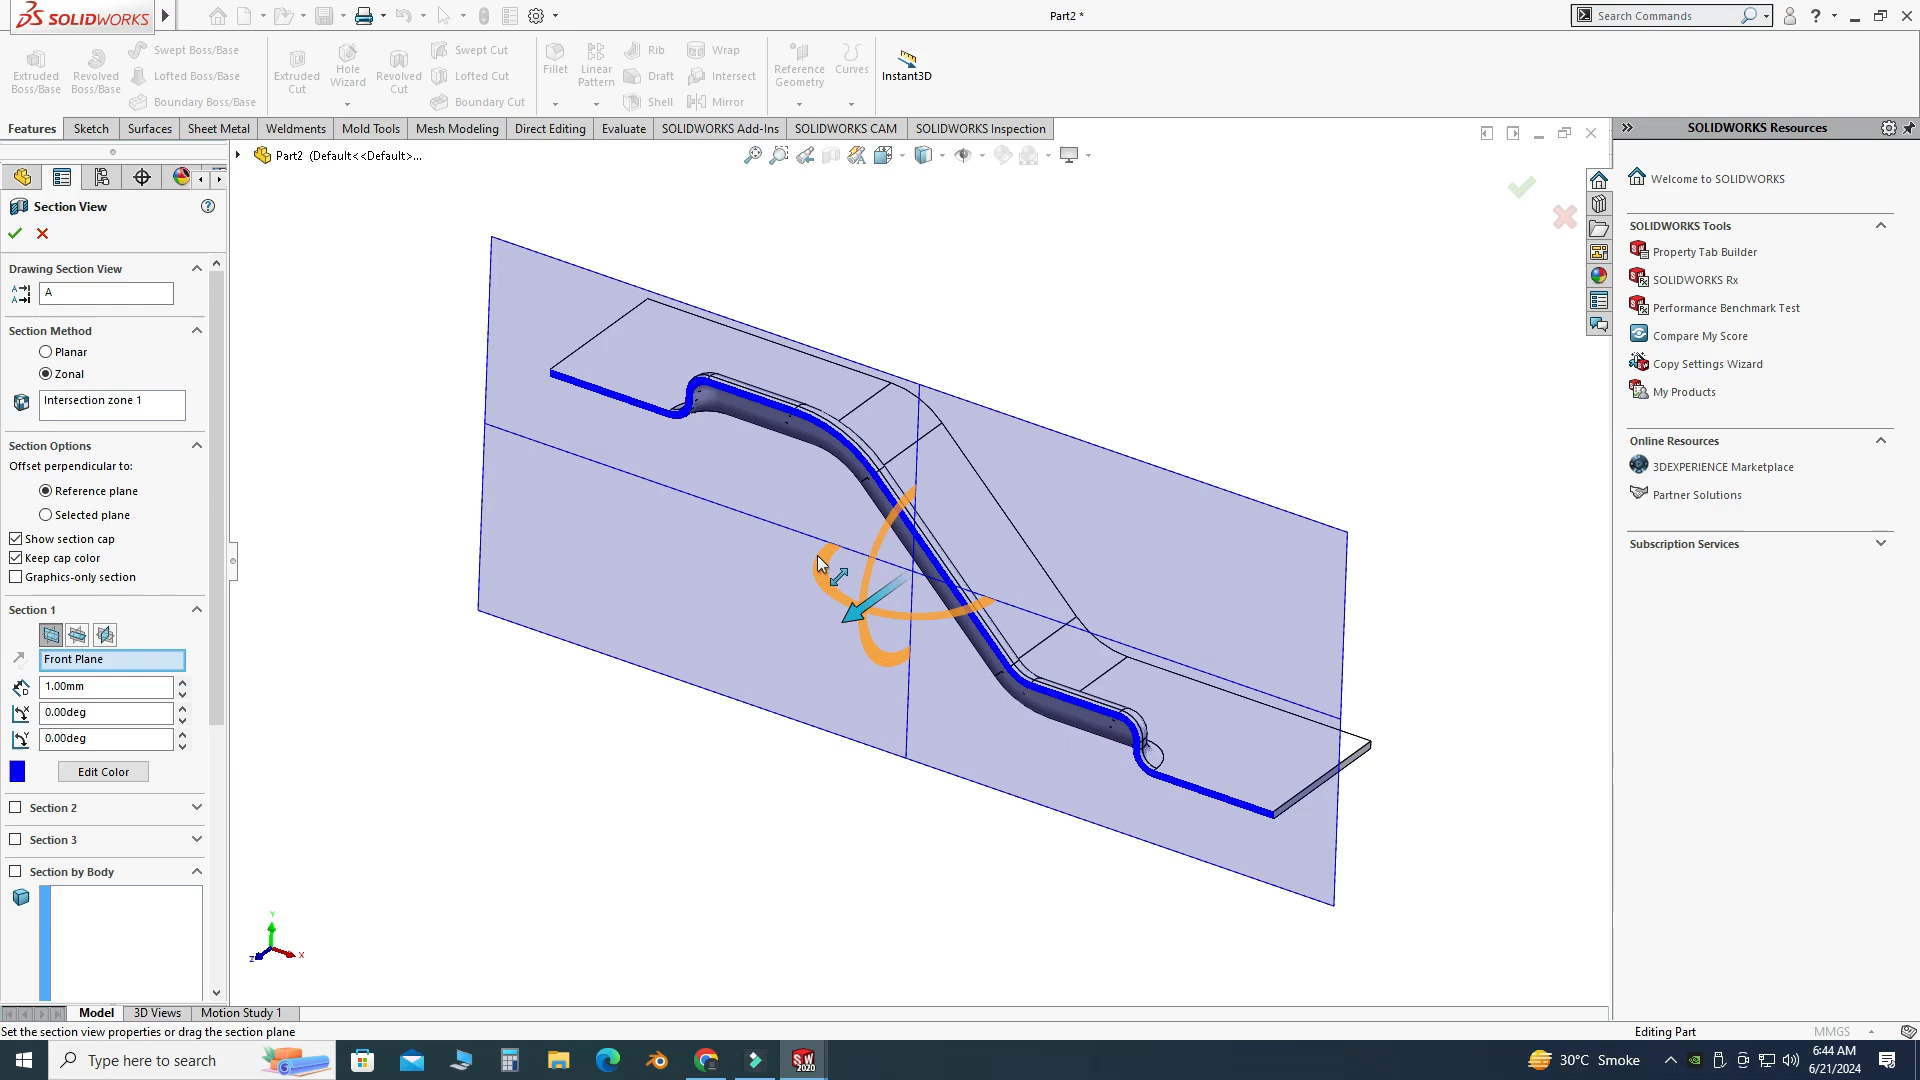 SOLIDWORKS
Part2 *
Search Commands
Extruded Boss/Base
Revolved Boss/Base
Swept Boss/Base
Lofted Boss/Base
Boundary Boss/Base
Extruded Cut
Hole Wizard
Revolved Cut
Swept Cut
Lofted Cut
Boundary Cut
Fillet
Linear Pattern
Rib
Draft
Shell
Wrap
Intersect
Mirror
Reference Geometry
Curves
Instant3D
Features
Sketch
Surfaces
Sheet Metal
Weldments
Mold Tools
Mesh Modeling
Direct Editing
Evaluate
SOLIDWORKS Add-Ins
SOLIDWORKS CAM
SOLIDWORKS Inspection
Part2 (Default<<Default>...
Section View
Drawing Section View
A
Section Method
Planar
Zonal
Intersection zone 1
Section Options
Offset perpendicular to:
Reference plane
Selected plane
Show section cap
Keep cap color
Graphics-only section
Section 1
Front Plane
1.00mm
0.00deg
0.00deg
Edit Color
Section 2
Section 3
Section by Body
Y
X
Z
SOLIDWORKS Resources
Welcome to SOLIDWORKS
SOLIDWORKS Tools
Property Tab Builder
SOLIDWORKS Rx
Performance Benchmark Test
Compare My Score
Copy Settings Wizard
My Products
Online Resources
3DEXPERIENCE Marketplace
Partner Solutions
Subscription Services
Model
3D Views
Motion Study 1
Set the section view properties or drag the section plane
Editing Part
MMGS
Type here to search
SW 2020
30°C Smoke
6:44 AM
6/21/2024